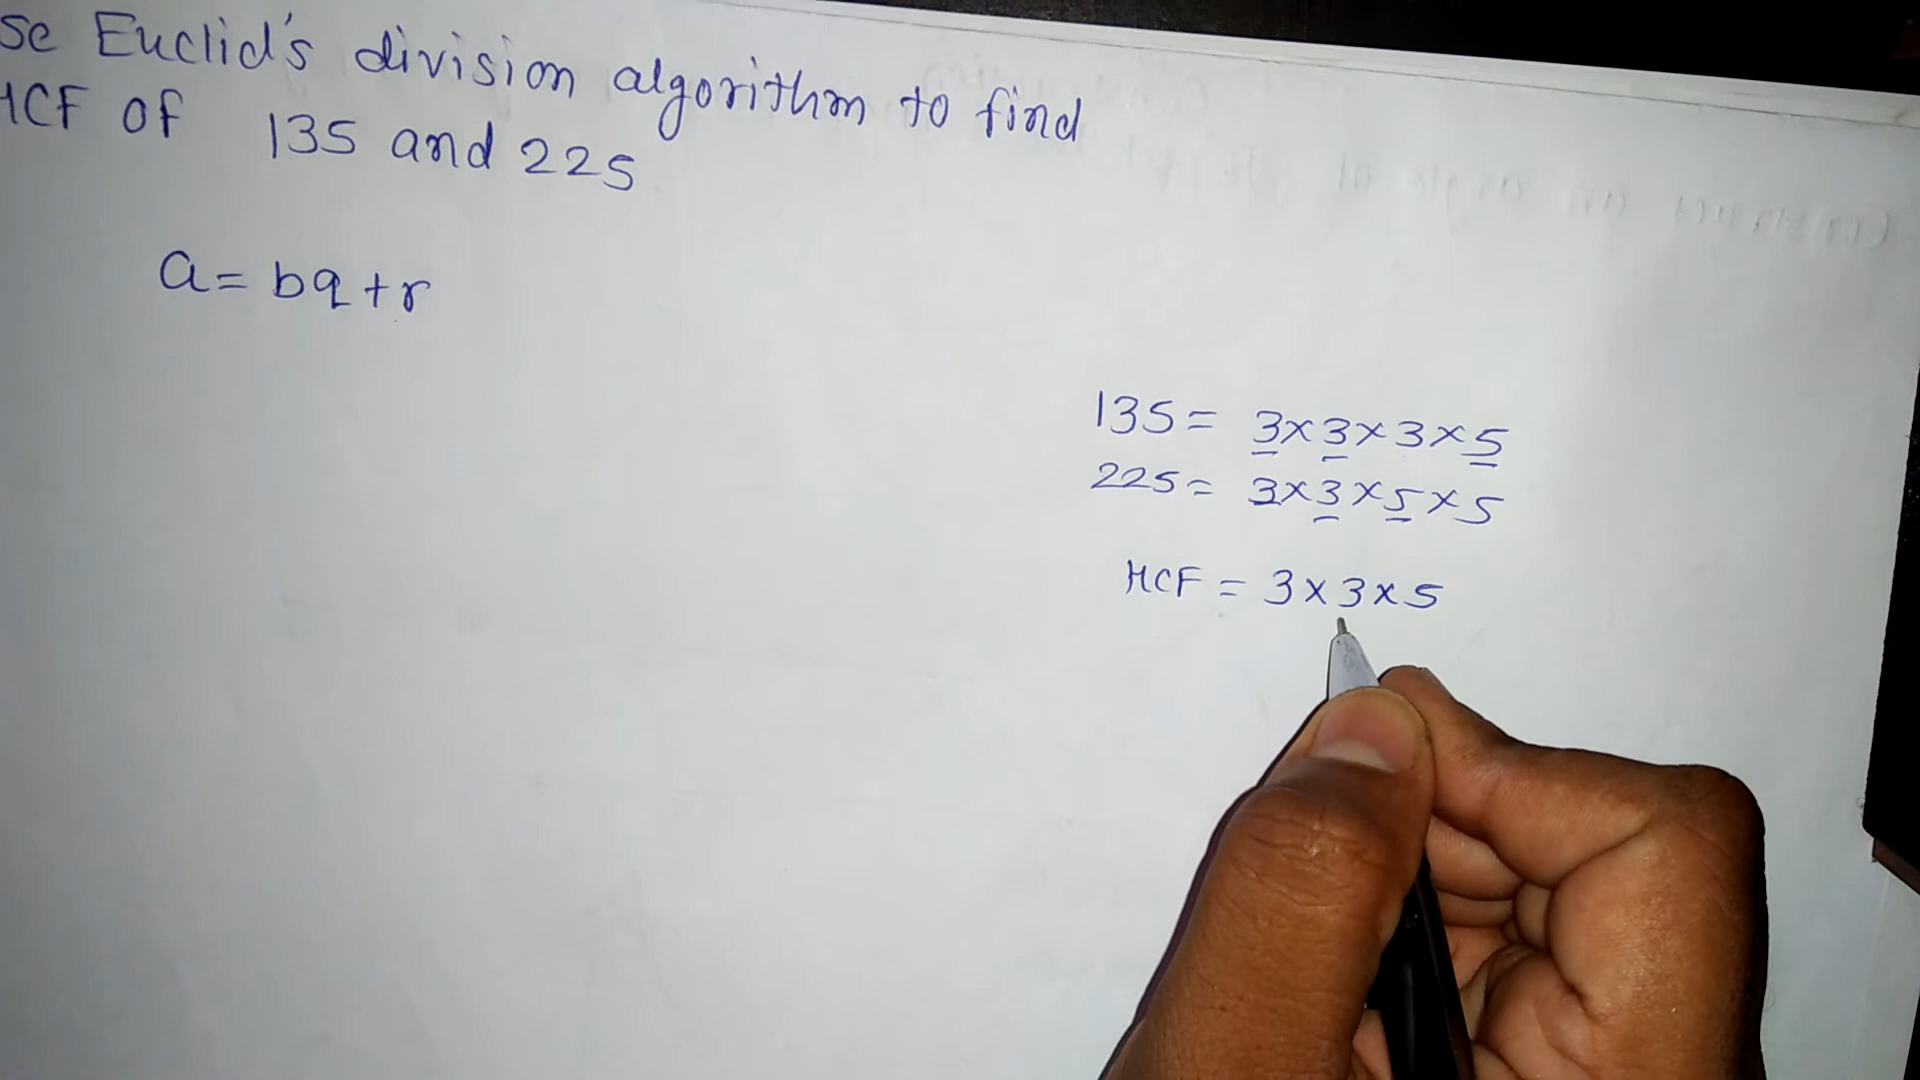 se Euclid's division algorithm to find
HCF of 135 and 225
a = bq + r
135 = 3 × 3 × 3 × 5
225 = 3 × 3 × 5 × 5
HCF = 3 × 3 × 5